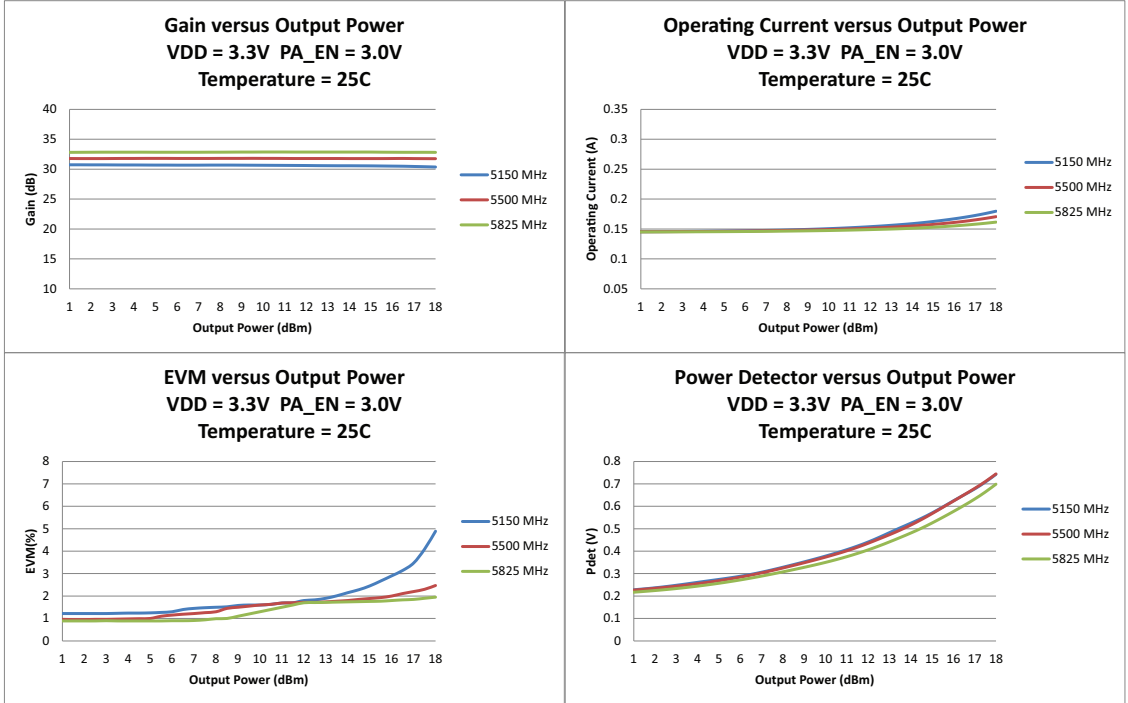 Gain versus Output Power
VDD = 3.3V PA_EN = 3.0V
Temperature = 25C
40
35
30
25
20
15
10
Gain (dB)
1 2 3 4 5 6 7 8 9 10 11 12 13 14 15 16 17 18
Output Power (dBm)
5150 MHz
5500 MHz
5825 MHz
Operating Current versus Output Power
VDD = 3.3V PA_EN = 3.0V
Temperature = 25C
0.35
0.3
0.25
0.2
0.15
0.1
0.05
Operating Current (A)
1 2 3 4 5 6 7 8 9 10 11 12 13 14 15 16 17 18
Output Power (dBm)
5150 MHz
5500 MHz
5825 MHz
EVM versus Output Power
VDD = 3.3V PA_EN = 3.0V
Temperature = 25C
8
7
6
5
4
3
2
1
0
EVM(%)
1 2 3 4 5 6 7 8 9 10 11 12 13 14 15 16 17 18
Output Power (dBm)
5150 MHz
5500 MHz
5825 MHz
Power Detector versus Output Power
VDD = 3.3V PA_EN = 3.0V
Temperature = 25C
0.8
0.7
0.6
0.5
0.4
0.3
0.2
0.1
0
Pdet (V)
1 2 3 4 5 6 7 8 9 10 11 12 13 14 15 16 17 18
Output Power (dBm)
5150 MHz
5500 MHz
5825 MHz